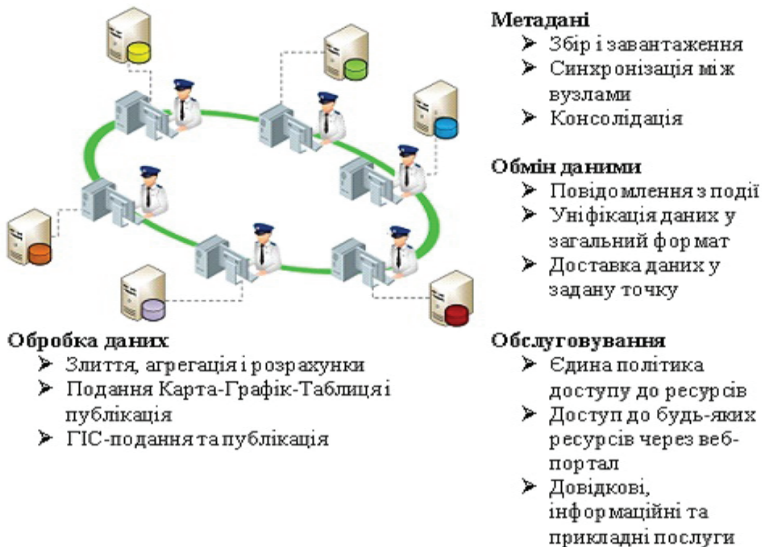 Метадані
➢ Збір і завантаження
➢ Синхронізація між
вузлами
➢ Консолідація
Обмін даними
➢ Повідомлення з події
➢ Уніфікація даних у
загальний формат
➢ Доставка даних у
задану точку
Обробка даних
➢ Злиття, агрегація і розрахунки
➢ Подання Карта-Графік-Таблиця і
публікація
➢ ГІС-подання та публікація
Обслуговування
➢ Єдина політика
доступу до ресурсів
➢ Доступ до будь-яких
ресурсів через веб-
портал
➢ Довідкові,
інформаційні та
прикладні послуги